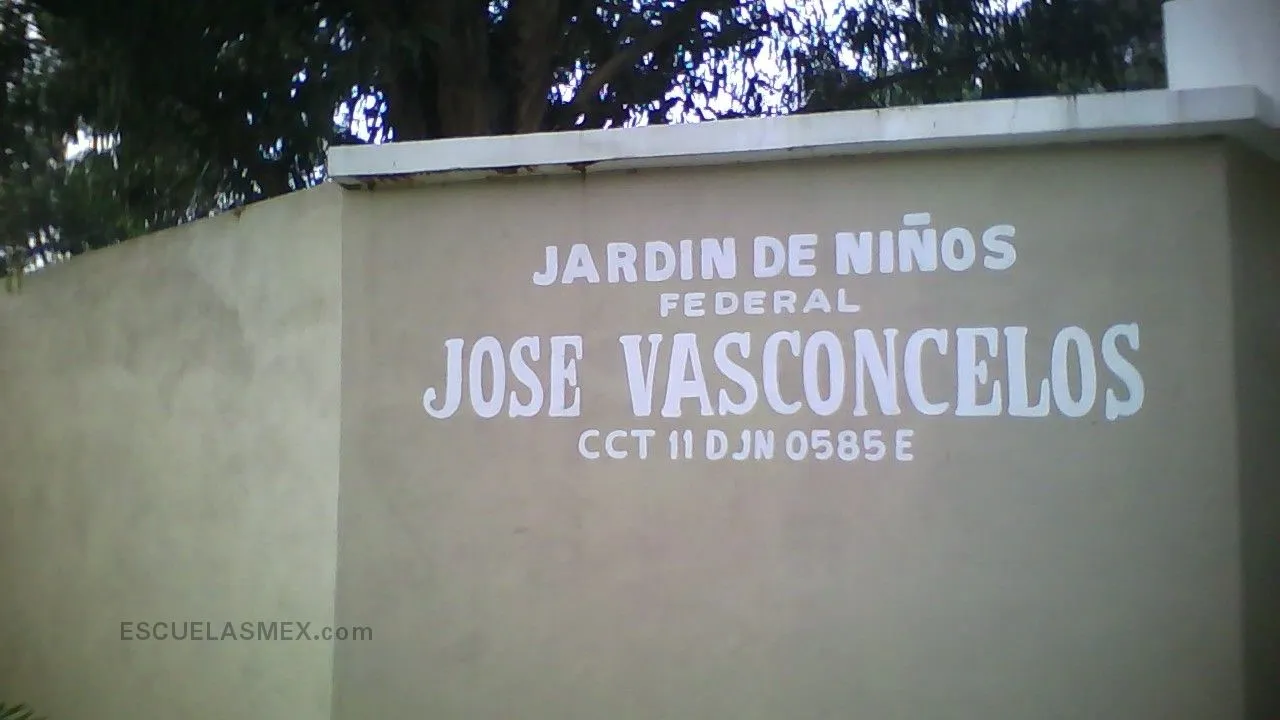 JARDIN DE NIÑOS
FEDERAL
JOSE VASCONCELOS
CCT 11 DJN 0585 E
ESCUELASMEX.com